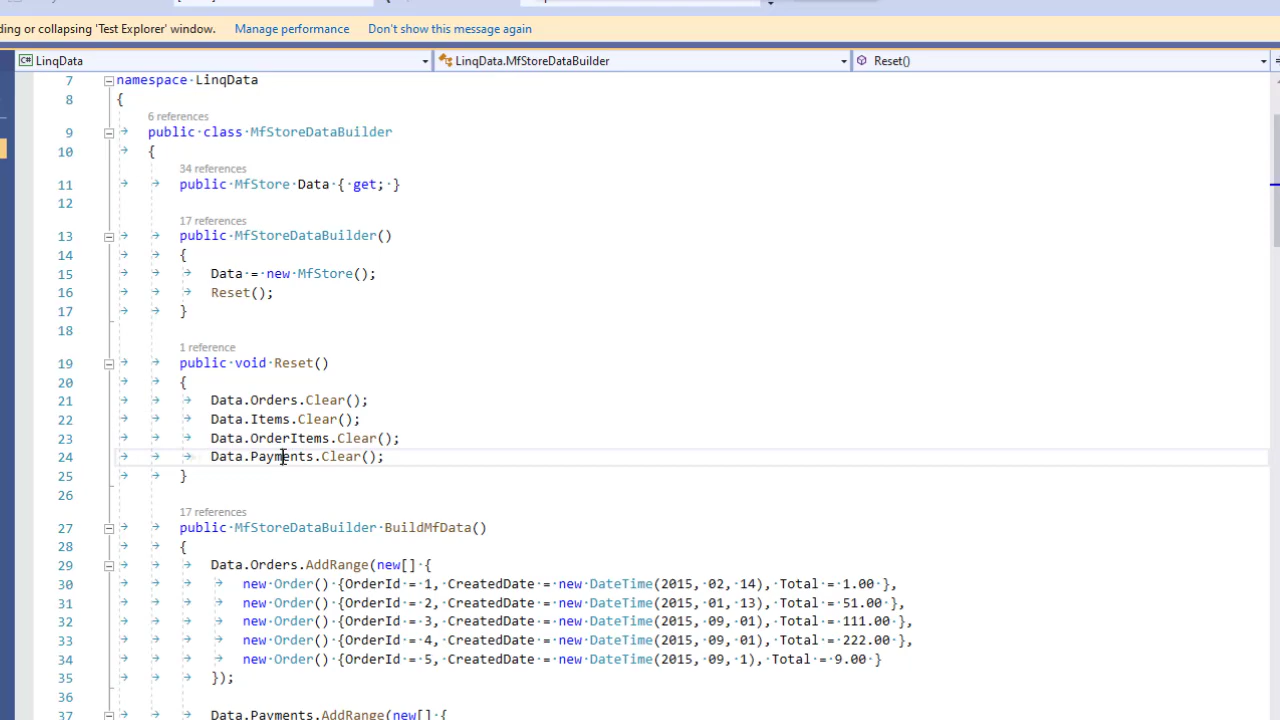 ding or collapsing 'Test Explorer' window. Manage performance Don't show this message again
C# LinqData LinqData.MfStoreDataBuilder Reset()
7 namespace LinqData
8 {
6 references
9 public class MfStoreDataBuilder
10 {
34 references
11 public MfStore Data { get; }
12
17 references
13 public MfStoreDataBuilder()
14 {
15 Data = new MfStore();
16 Reset();
17 }
18
1 reference
19 public void Reset()
20 {
21 Data.Orders.Clear();
22 Data.Items.Clear();
23 Data.OrderItems.Clear();
24 Data.Payments.Clear();
25 }
26
17 references
27 public MfStoreDataBuilder BuildMfData()
28 {
29 Data.Orders.AddRange(new[] {
30 new Order() {OrderId = 1, CreatedDate = new DateTime(2015, 02, 14), Total = 1.00 },
31 new Order() {OrderId = 2, CreatedDate = new DateTime(2015, 01, 13), Total = 51.00 },
32 new Order() {OrderId = 3, CreatedDate = new DateTime(2015, 09, 01), Total = 111.00 },
33 new Order() {OrderId = 4, CreatedDate = new DateTime(2015, 09, 01), Total = 222.00 },
34 new Order() {OrderId = 5, CreatedDate = new DateTime(2015, 09, 1), Total = 9.00 }
35 });
36
37 Data.Payments.AddRange(new[] {